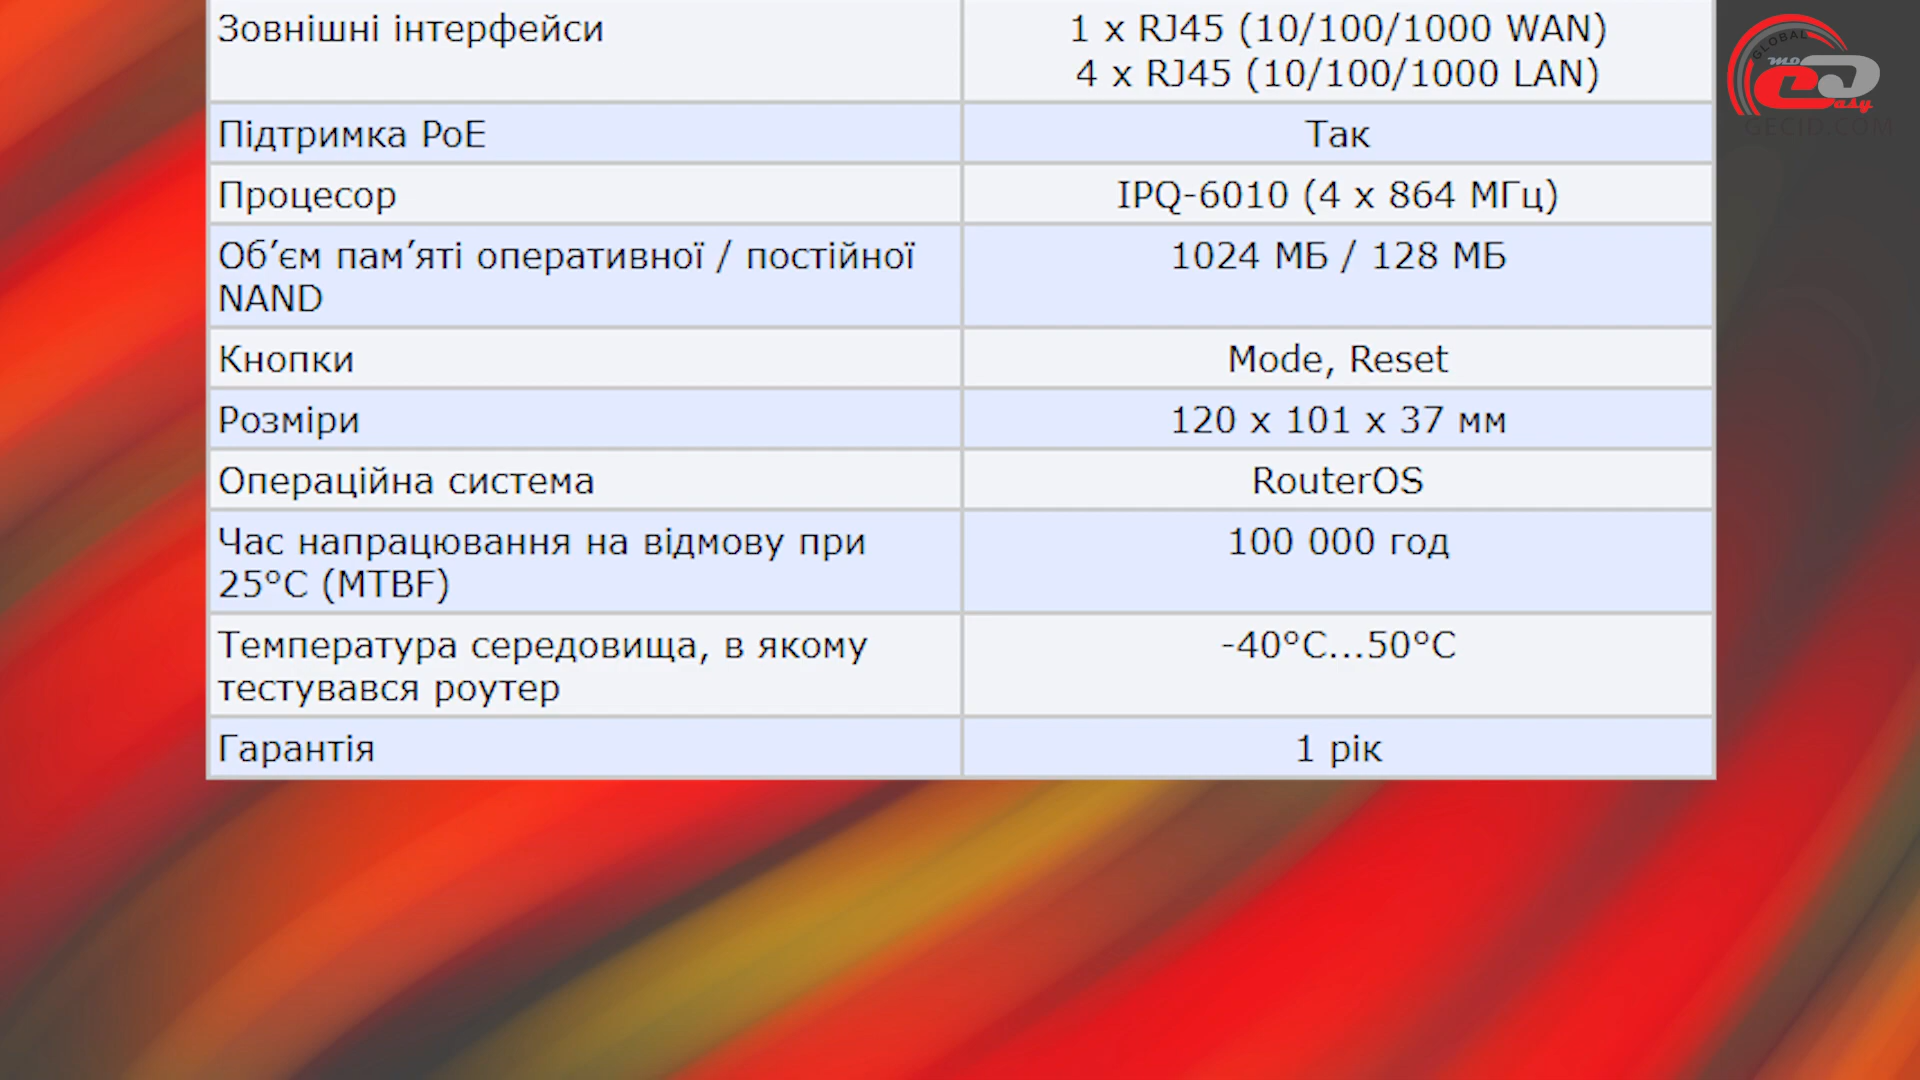 Зовнішні інтерфейси
1 x RJ45 (10/100/1000 WAN)
4 x RJ45 (10/100/1000 LAN)
Підтримка PoE
Так
Процесор
IPQ-6010 (4 x 864 МГц)
Об’єм пам’яті оперативної / постійної
NAND
1024 МБ / 128 МБ
Кнопки
Mode, Reset
Розміри
120 x 101 x 37 мм
Операційна система
RouterOS
Час напрацювання на відмову при
25°C (MTBF)
100 000 год
Температура середовища, в якому
тестувався роутер
-40°C...50°C
Гарантія
1 рік
GLOBAL
GECID.COM